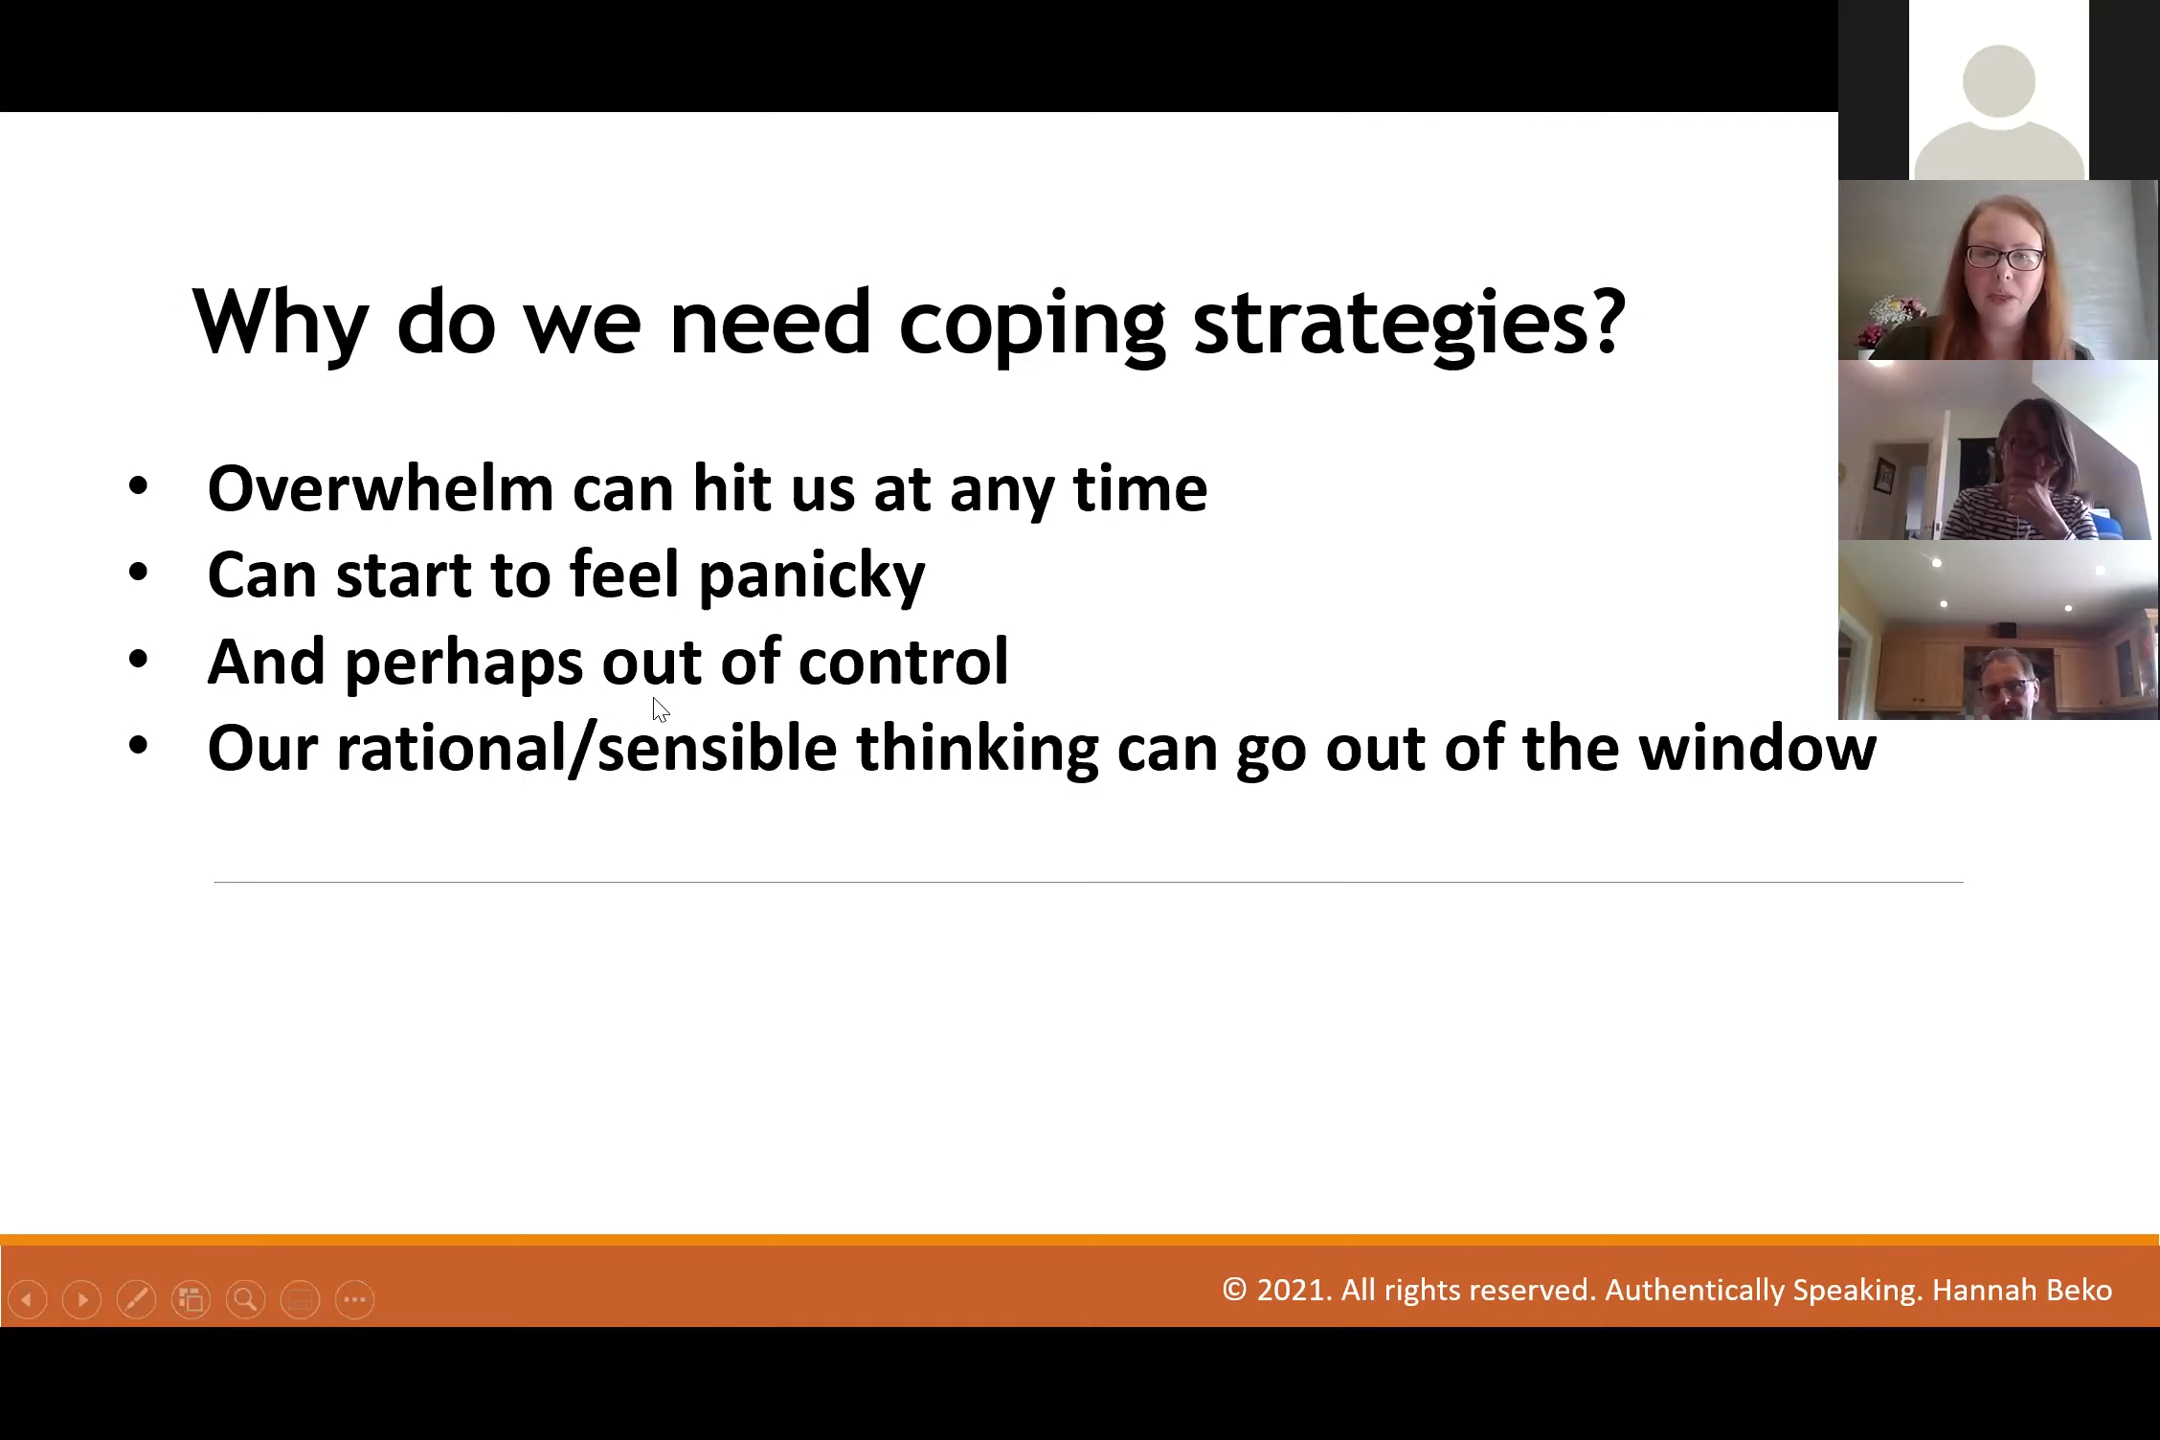 Why do we need coping strategies?
• Overwhelm can hit us at any time
• Can start to feel panicky
• And perhaps out of control
• Our rational/sensible thinking can go out of the window
© 2021. All rights reserved. Authentically Speaking. Hannah Beko